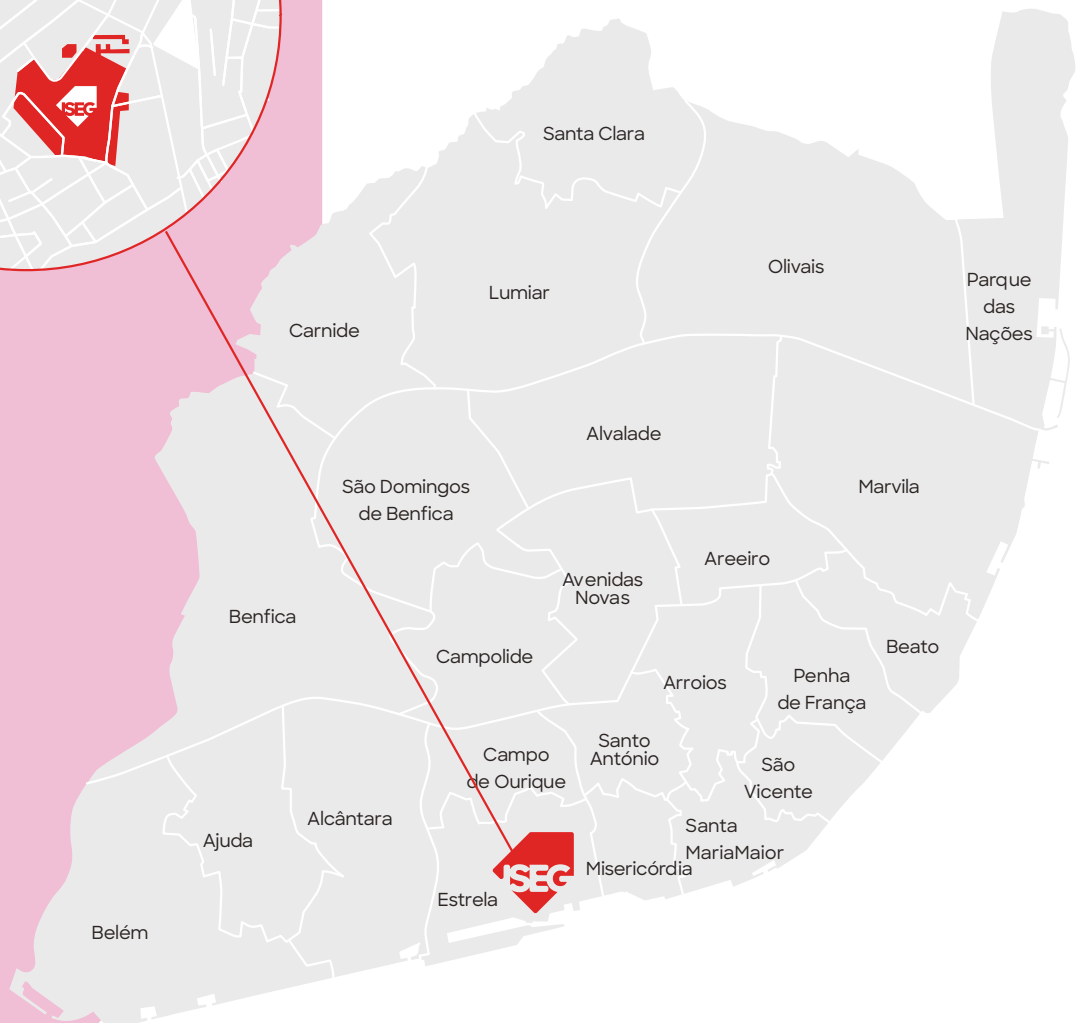 ISEG
Santa Clara
Olivais
Parque
das
Nações
Lumiar
Carnide
Alvalade
São Domingos
de Benfica
Marvila
Areeiro
Avenidas
Novas
Benfica
Beato
Campolide
Penha
de França
Arroios
Santo
António
Campo
de Ourique
São
Vicente
Alcântara
Ajuda
Santa
MariaMaior
Misericórdia
ISEG
Estrela
Belém